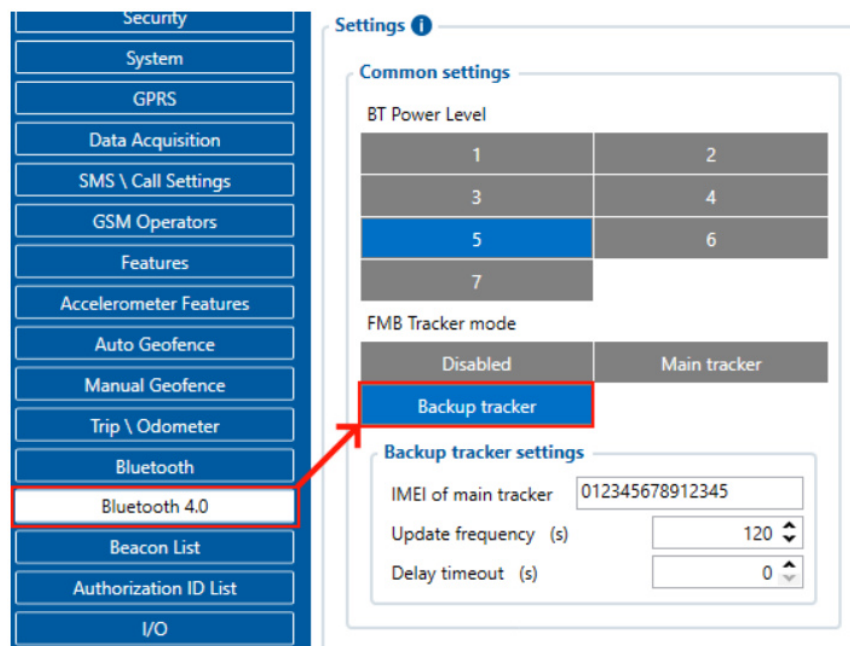 Security
System
GPRS
Data Acquisition
SMS \ Call Settings
GSM Operators
Features
Accelerometer Features
Auto Geofence
Manual Geofence
Trip \ Odometer
Bluetooth
Bluetooth 4.0
Beacon List
Authorization ID List
I/O
Settings i
Common settings
BT Power Level
1 2
3 4
5 6
7
FMB Tracker mode
Disabled Main tracker
Backup tracker
Backup tracker settings
IMEI of main tracker 012345678912345
Update frequency (s) 120
Delay timeout (s) 0